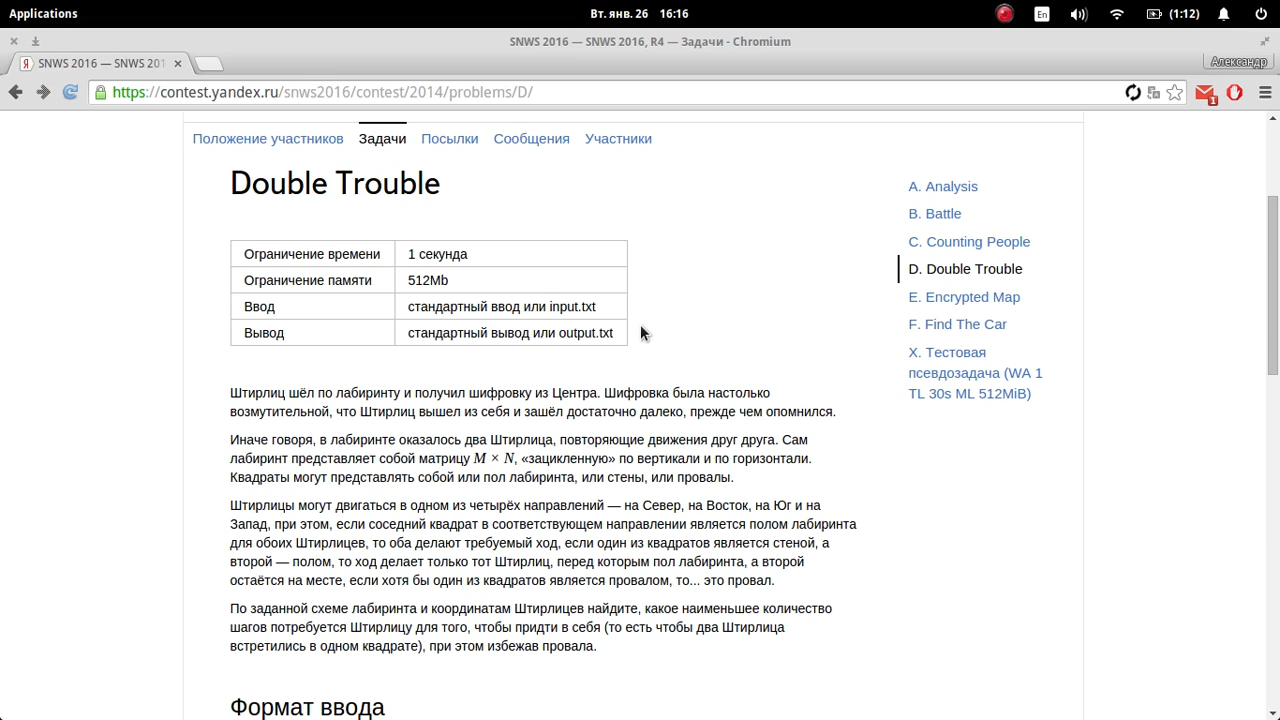 Applications
Вт. янв. 26 16:16
En
(1:12)
SNWS 2016 — SNWS 2016, R4 — Задачи - Chromium
SNWS 2016 — SNWS 201
Александр
https://contest.yandex.ru/snws2016/contest/2014/problems/D/
1
Положение участников Задачи Посылки Сообщения Участники
Double Trouble
Ограничение времени 1 секунда
Ограничение памяти 512Mb
Ввод стандартный ввод или input.txt
Вывод стандартный вывод или output.txt
Штирлиц шёл по лабиринту и получил шифровку из Центра. Шифровка была настолько
возмутительной, что Штирлиц вышел из себя и зашёл достаточно далеко, прежде чем опомнился.
Иначе говоря, в лабиринте оказалось два Штирлица, повторяющие движения друг друга. Сам
лабиринт представляет собой матрицу M × N, «зацикленную» по вертикали и по горизонтали.
Квадраты могут представлять собой или пол лабиринта, или стены, или провалы.
Штирлицы могут двигаться в одном из четырёх направлений — на Север, на Восток, на Юг и на
Запад, при этом, если соседний квадрат в соответствующем направлении является полом лабиринта
для обоих Штирлицев, то оба делают требуемый ход, если один из квадратов является стеной, а
второй — полом, то ход делает только тот Штирлиц, перед которым пол лабиринта, а второй
остаётся на месте, если хотя бы один из квадратов является провалом, то... это провал.
По заданной схеме лабиринта и координатам Штирлицев найдите, какое наименьшее количество
шагов потребуется Штирлицу для того, чтобы придти в себя (то есть чтобы два Штирлица
встретились в одном квадрате), при этом избежав провала.
Формат ввода
A. Analysis
B. Battle
C. Counting People
D. Double Trouble
E. Encrypted Map
F. Find The Car
X. Тестовая
псевдозадача (WA 1
TL 30s ML 512MiB)